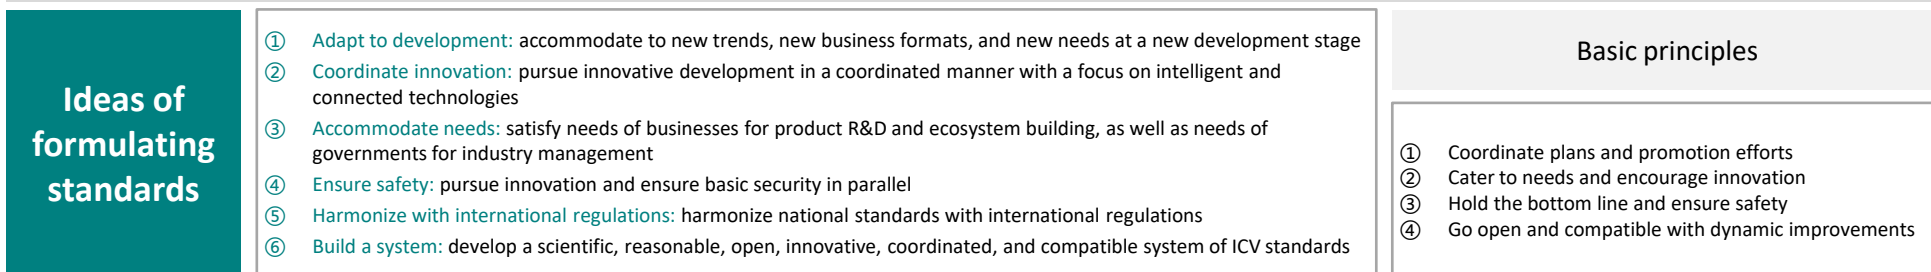 Ideas of
formulating
standards
① Adapt to development: accommodate to new trends, new business formats, and new needs at a new development stage
② Coordinate innovation: pursue innovative development in a coordinated manner with a focus on intelligent and
connected technologies
③ Accommodate needs: satisfy needs of businesses for product R&D and ecosystem building, as well as needs of
governments for industry management
④ Ensure safety: pursue innovation and ensure basic security in parallel
⑤ Harmonize with international regulations: harmonize national standards with international regulations
⑥ Build a system: develop a scientific, reasonable, open, innovative, coordinated, and compatible system of ICV standards
Basic principles
① Coordinate plans and promotion efforts
② Cater to needs and encourage innovation
③ Hold the bottom line and ensure safety
④ Go open and compatible with dynamic improvements